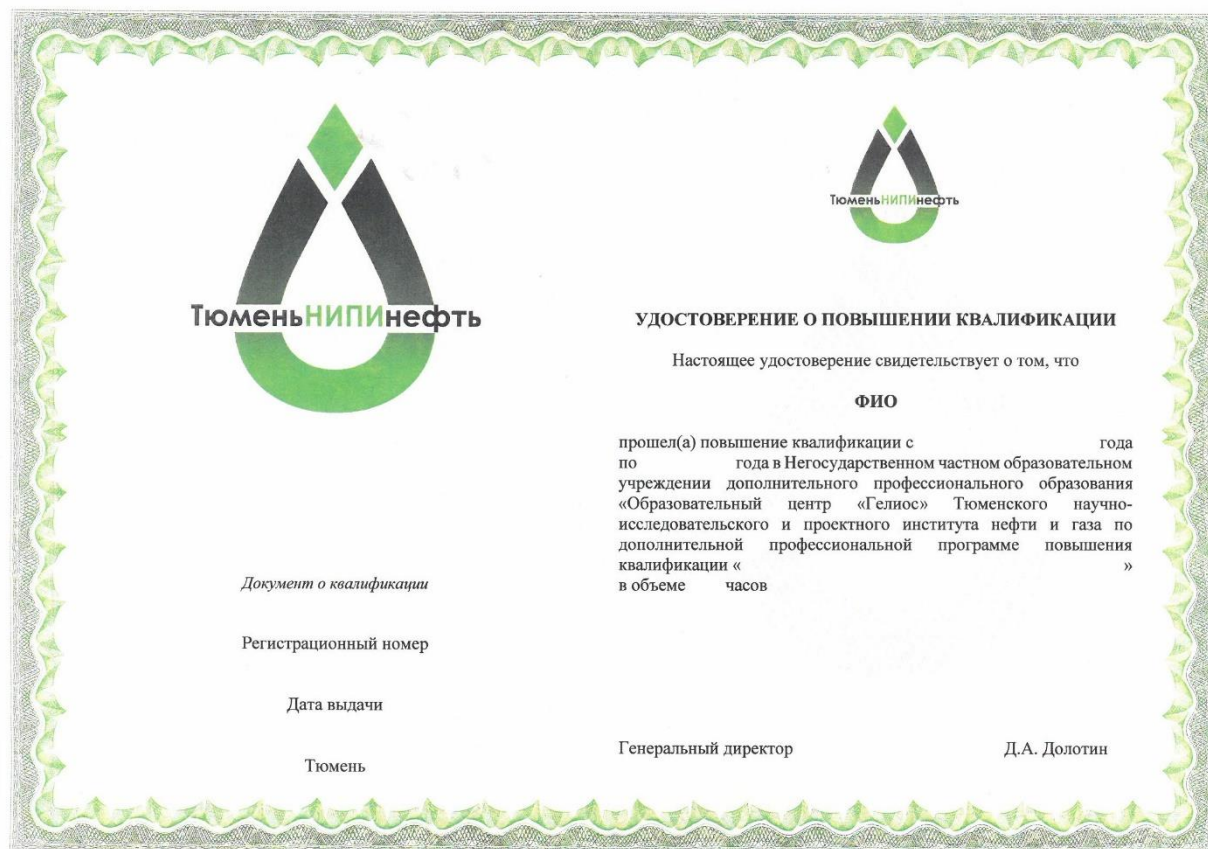 ТюменьНИПИнефть
Документ о квалификации
Регистрационный номер
Дата выдачи
Тюмень
ТюменьНИПИнефть
УДОСТОВЕРЕНИЕ О ПОВЫШЕНИИ КВАЛИФИКАЦИИ
Настоящее удостоверение свидетельствует о том, что
ФИО
прошел(а) повышение квалификации с года
по года в Негосударственном частном образовательном
учреждении дополнительного профессионального образования
«Образовательный центр «Гелиос» Тюменского научно-
исследовательского и проектного института нефти и газа по
дополнительной профессиональной программе повышения
квалификации « »
в объеме часов
Генеральный директор Д.А. Долотин